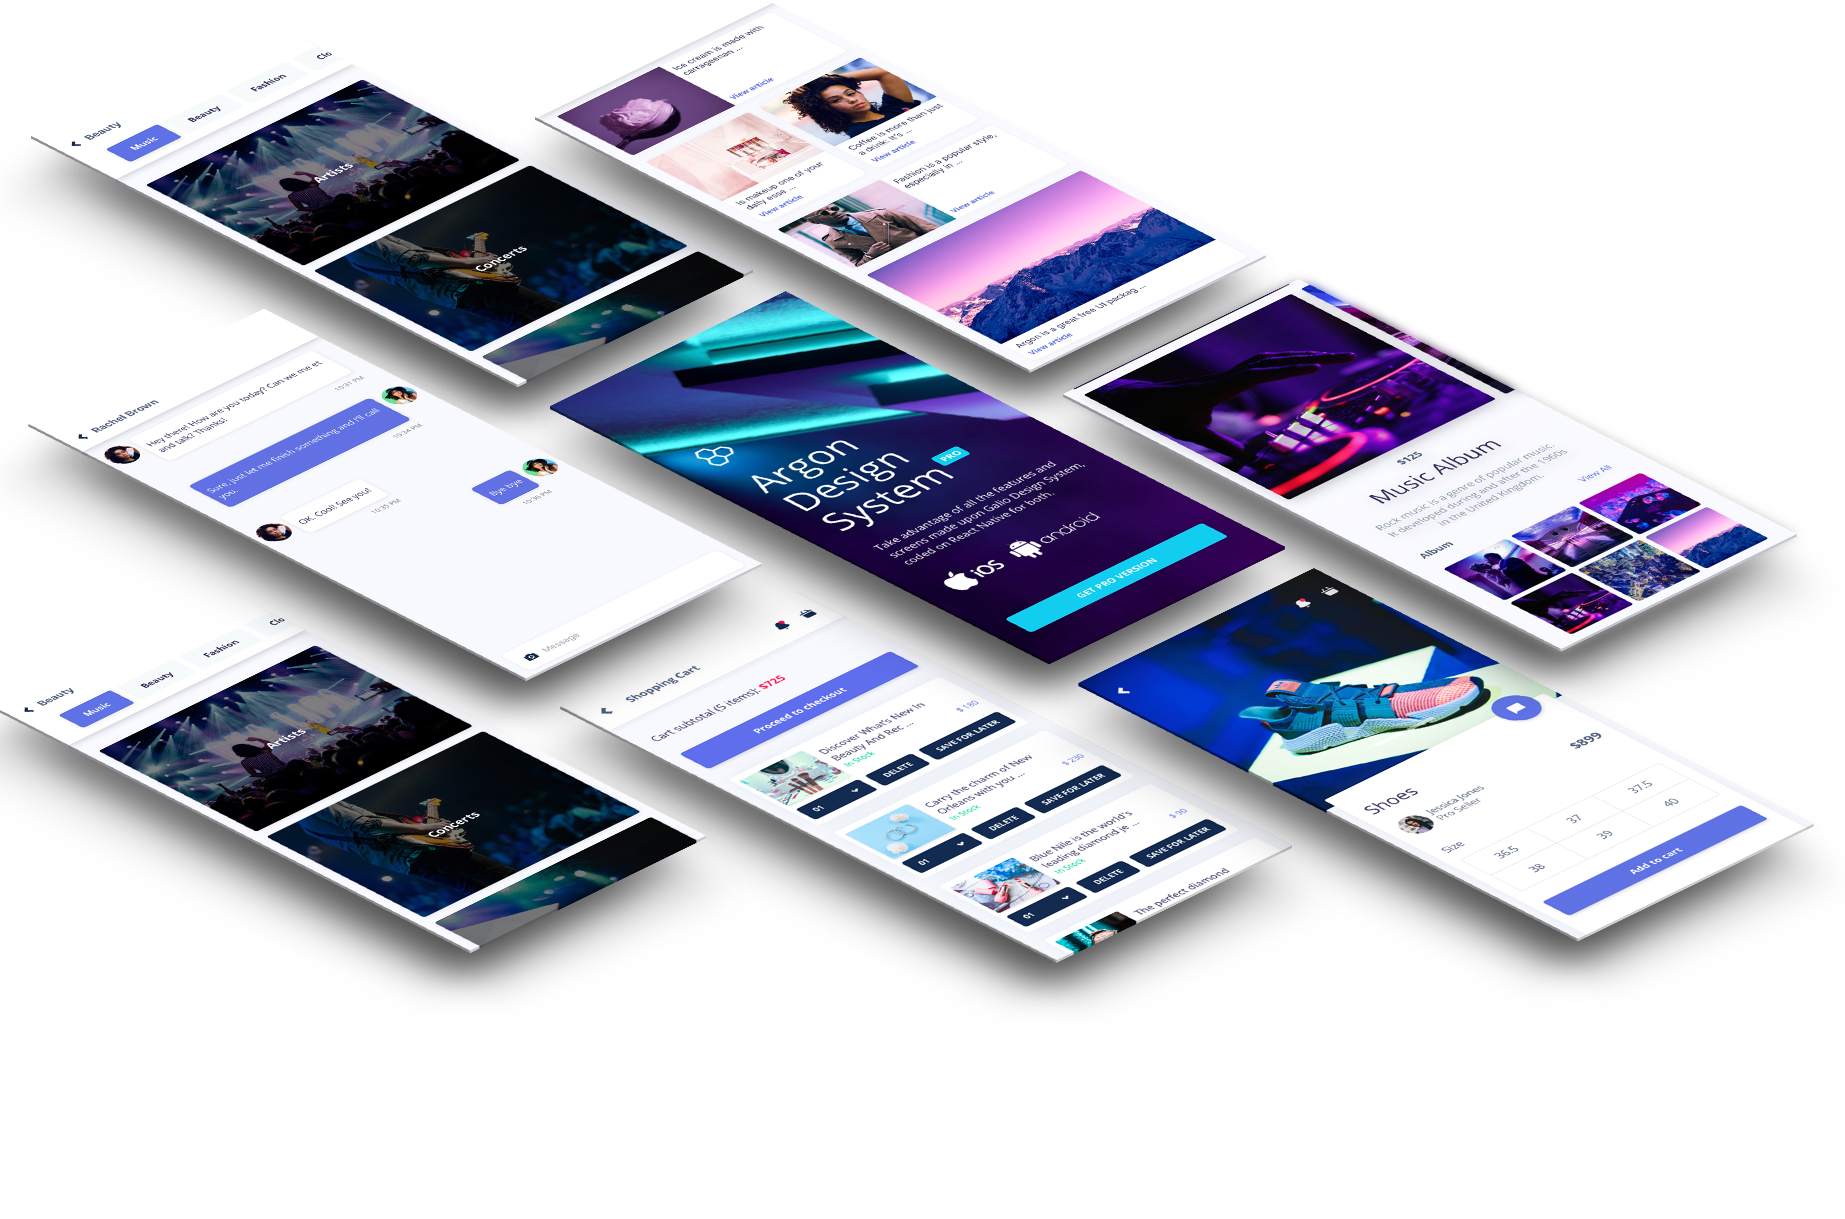 Beauty
Music
Beauty
Fashion
Clo
Artists
Concerts
Ice cream is made with
carrageenan ...
View article
Is makeup one of your
daily esse ...
View article
Coffee is more than just
a drink: It's ...
View article
Fashion is a popular style,
especially in ...
View article
Argon is a great free UI packag ...
View article
Rachel Brown
Hey there! How are you today? Can we me et
and talk? Thanks!
10:31 PM
Sure, just let me finish something and I'll call
you.
10:34 PM
OK. Cool! See you!
10:35 PM
Bye bye
10:36 PM
Message
Argon
Design
System
PRO
Take advantage of all the features and
screens made upon Galio Design System,
coded on React Native for both.
iOS
android
GET PRO VERSION
$125
Music Album
Rock music is a genre of popular music.
It developed during and after the 1960s
in the United Kingdom.
Album
View All
Beauty
Music
Beauty
Fashion
Clo
Artists
Concerts
Shopping Cart
Cart subtotal (5 items): $725
Proceed to checkout
Discover What's New In
Beauty And Rec ...
In Stock
$ 180
01
DELETE
SAVE FOR LATER
Carry the charm of New
Orleans with you ...
In Stock
$ 230
01
DELETE
SAVE FOR LATER
Blue Nile is the world's
leading diamond je ...
In Stock
$ 90
01
DELETE
SAVE FOR LATER
The perfect diamond
Shoes
$899
Jessica Jones
Pro Seller
Size
36.5
37
37.5
38
39
40
Add to cart